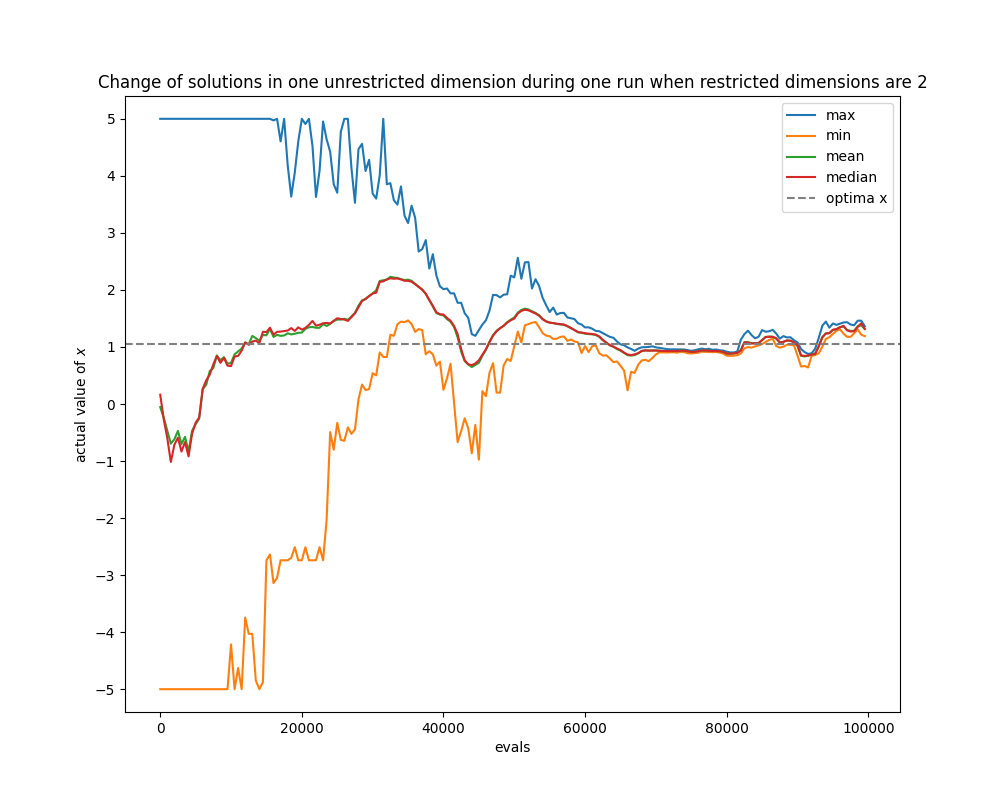 Change of solutions in one unrestricted dimension during one run when restricted dimensions are 2
max
min
mean
median
optima x
5
4
3
2
1
0
−1
−2
−3
−4
−5
actual value of x
0 20000 40000 60000 80000 100000
evals